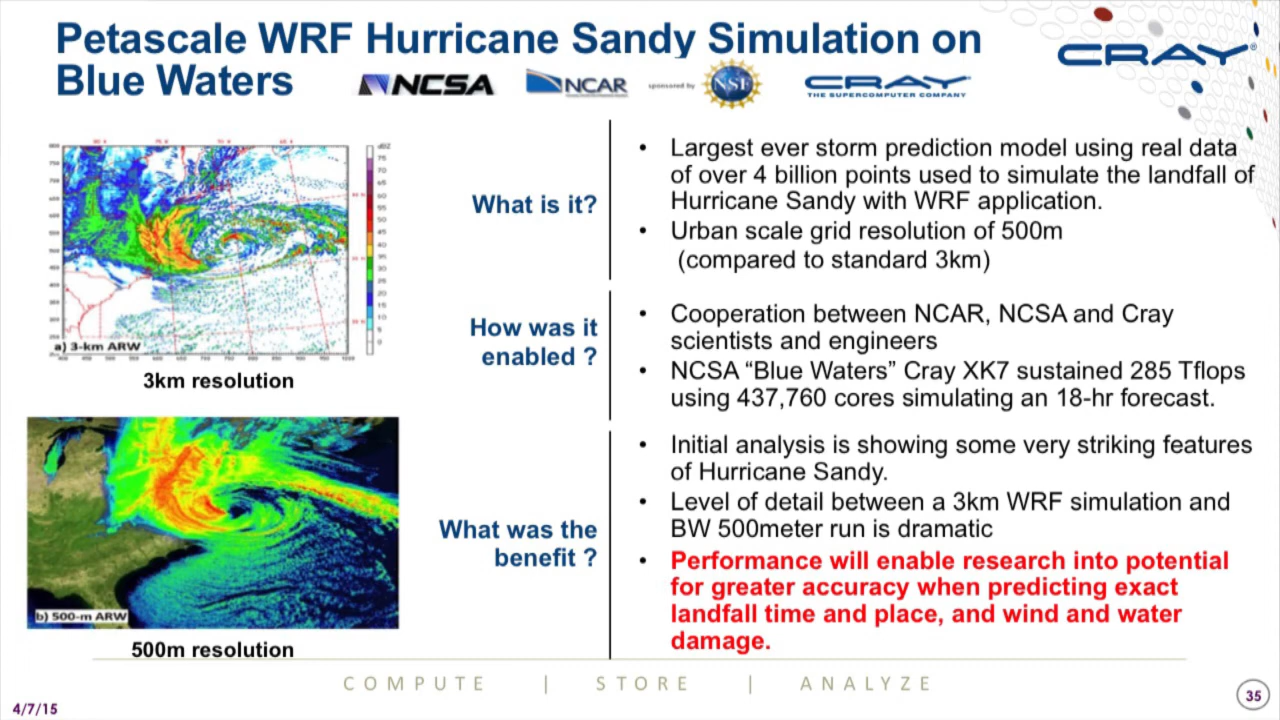 Petascale WRF Hurricane Sandy Simulation on
Blue Waters
NCSA
NCAR
sponsored by
NSF
CRAY
THE SUPERCOMPUTER COMPANY
CRAY
a) 3-km ARW
3km resolution
b) 500-m ARW
500m resolution
What is it?
• Largest ever storm prediction model using real data
of over 4 billion points used to simulate the landfall of
Hurricane Sandy with WRF application.
• Urban scale grid resolution of 500m
(compared to standard 3km)
How was it
enabled ?
• Cooperation between NCAR, NCSA and Cray
scientists and engineers
• NCSA “Blue Waters” Cray XK7 sustained 285 Tflops
using 437,760 cores simulating an 18-hr forecast.
What was the
benefit ?
• Initial analysis is showing some very striking features
of Hurricane Sandy.
• Level of detail between a 3km WRF simulation and
BW 500meter run is dramatic
• Performance will enable research into potential
for greater accuracy when predicting exact
landfall time and place, and wind and water
damage.
COMPUTE | STORE | ANALYZE
4/7/15
35